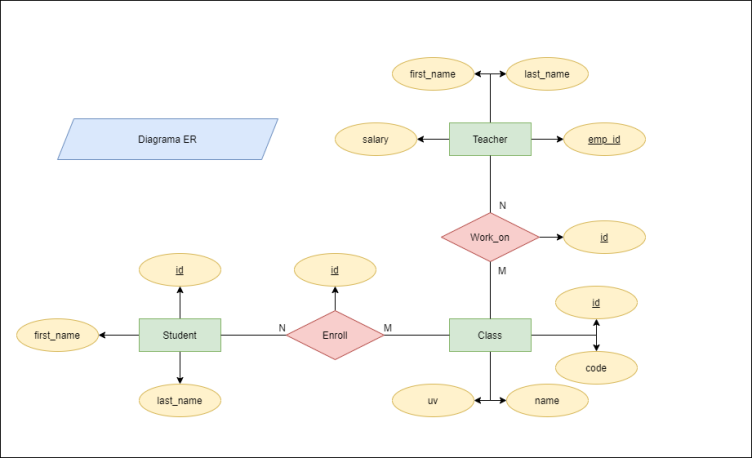 first_name
last_name
Diagrama ER
salary
Teacher
emp_id
N
Work_on
id
M
id
id
id
first_name
Student
N
Enroll
M
Class
code
last_name
uv
name